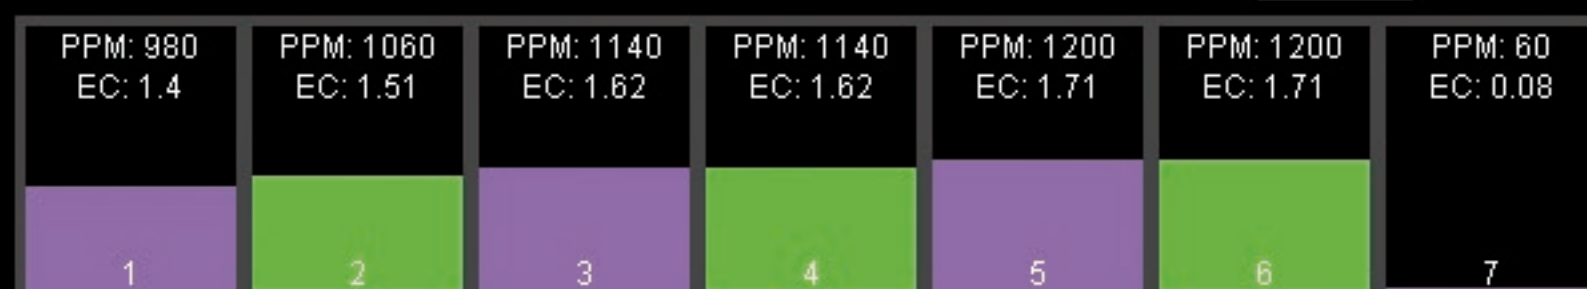 PPM: 980
EC: 1.4
PPM: 1060
EC: 1.51
PPM: 1140
EC: 1.62
PPM: 1140
EC: 1.62
PPM: 1200
EC: 1.71
PPM: 1200
EC: 1.71
PPM: 60
EC: 0.08
1
2
3
4
5
6
7